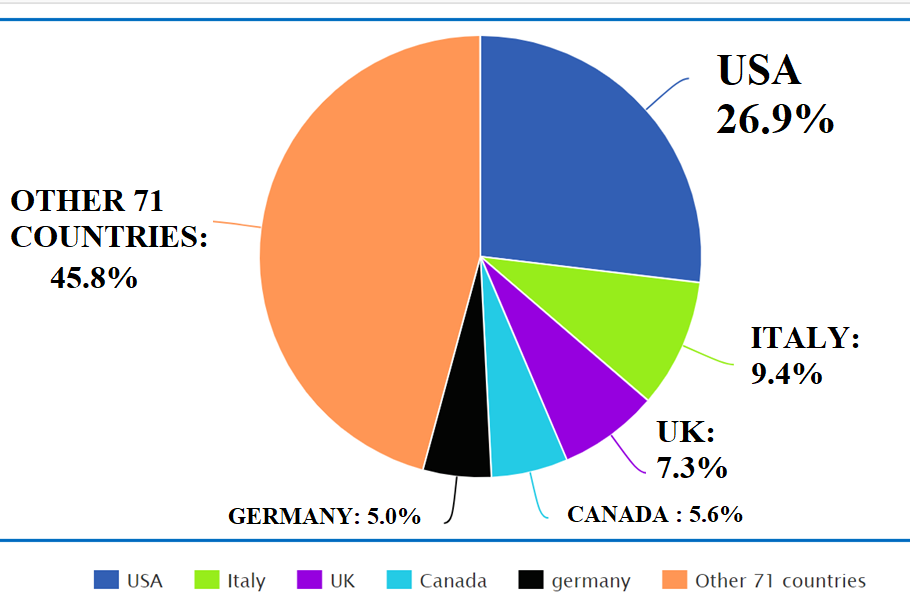 USA
26.9%
OTHER 71
COUNTRIES:
45.8%
ITALY:
9.4%
UK:
7.3%
GERMANY: 5.0%
CANADA : 5.6%
USA
Italy
UK
Canada
germany
Other 71 countries